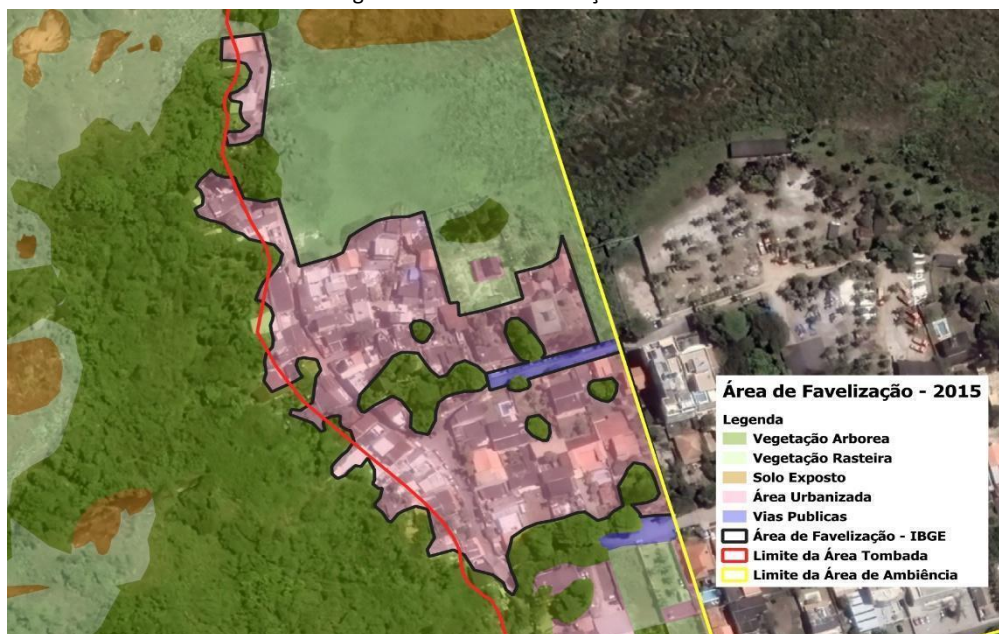 Área de Favelização - 2015
Legenda
Vegetação Arborea
Vegetação Rasteira
Solo Exposto
Área Urbanizada
Vias Publicas
Área de Favelização - IBGE
Limite da Área Tombada
Limite da Área de Ambiência